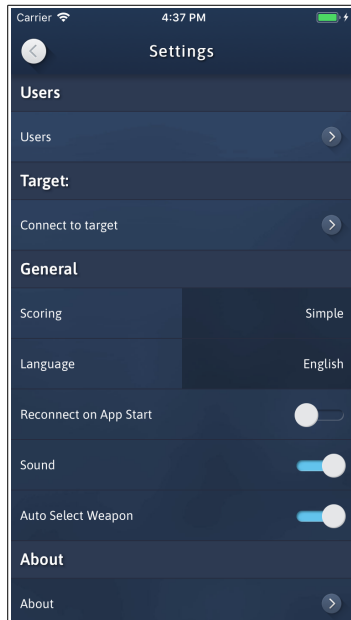 Carrier 4:37 PM
Settings
Users
Users
Target:
Connect to target
General
Scoring Simple
Language English
Reconnect on App Start
Sound
Auto Select Weapon
About
About